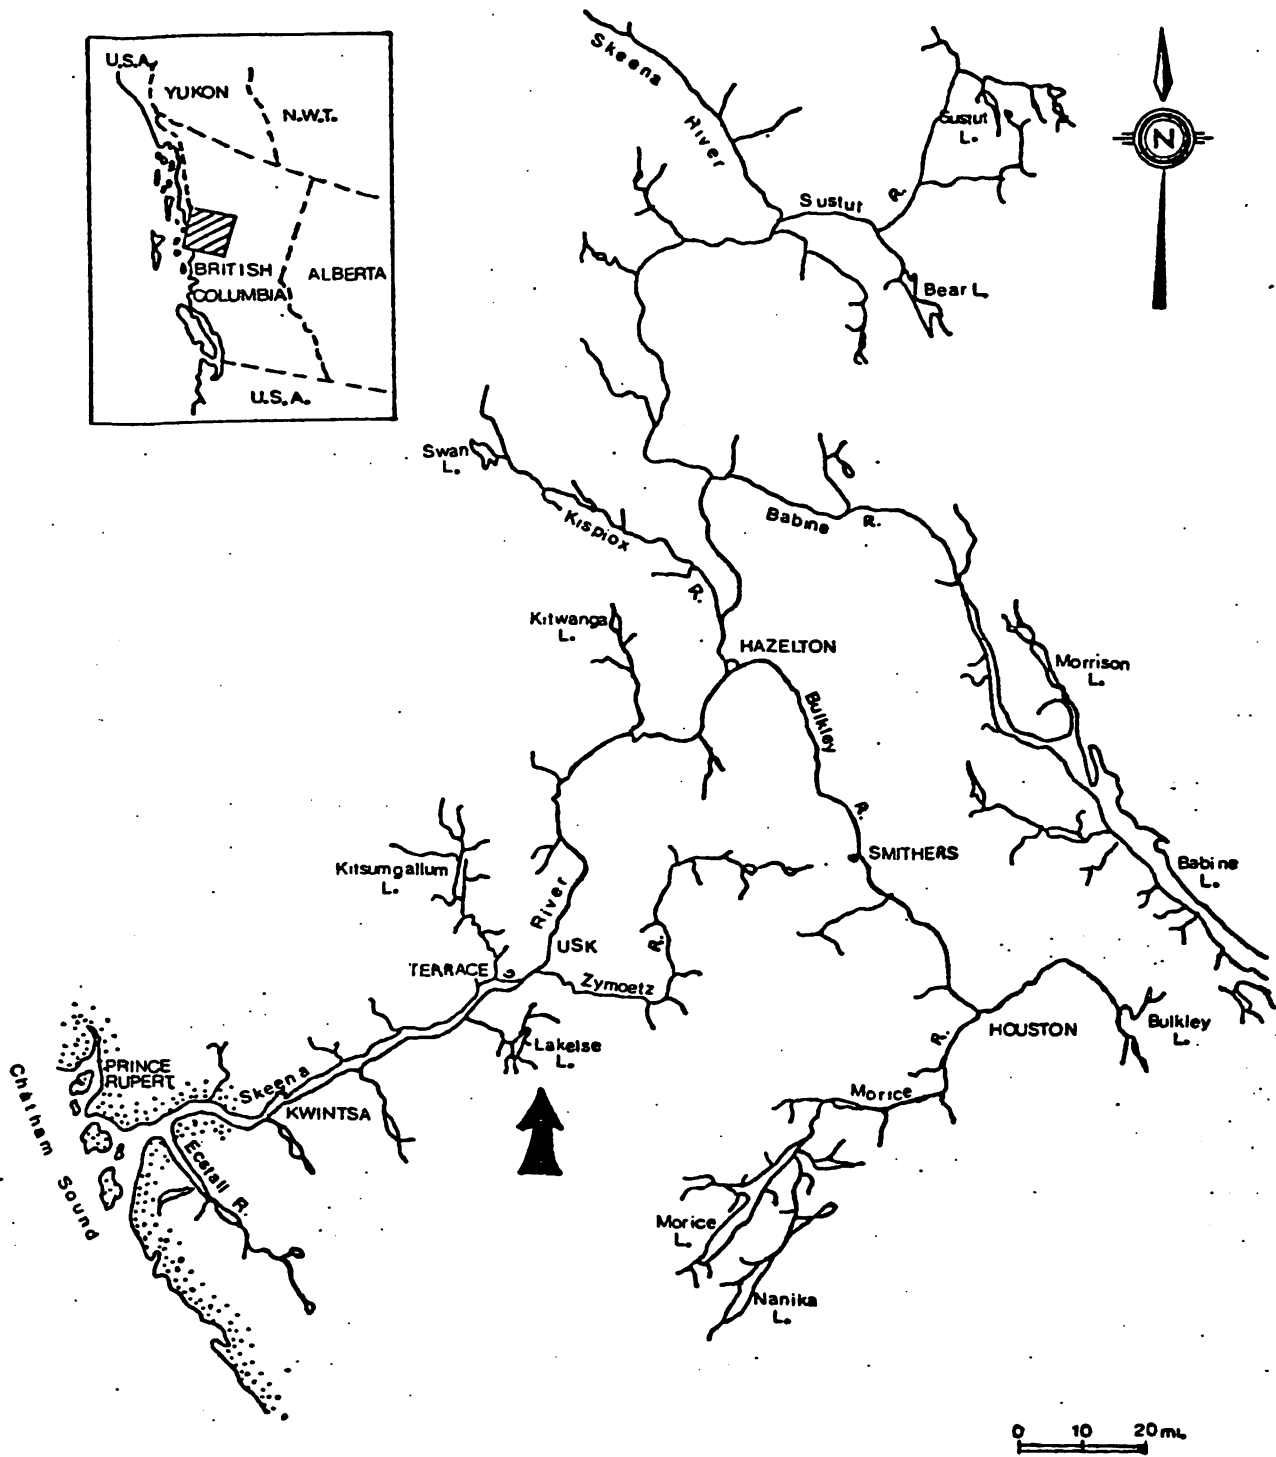 U.S.A.
YUKON
N.W.T.
BRITISH
COLUMBIA
ALBERTA
U.S.A.
Skeena
River
Sustut
L.
Sustut
R.
Bear L.
N
Swan
L.
Kispiox
R.
Babine
R.
Kitwanga
L.
HAZELTON
Morrison
L.
Bulkley
R.
SMITHERS
Babine
L.
Kitsumgallum
L.
River
USK
R.
TERRACE
Zymoetz
Lakelse
L.
HOUSTON
Bulkley
L.
R.
Morice
PRINCE
RUPERT
Skeena
KWINTSA
Chatham Sound
Ecstall R.
Morice
L.
Nanika
L.
0 10 20 mi.